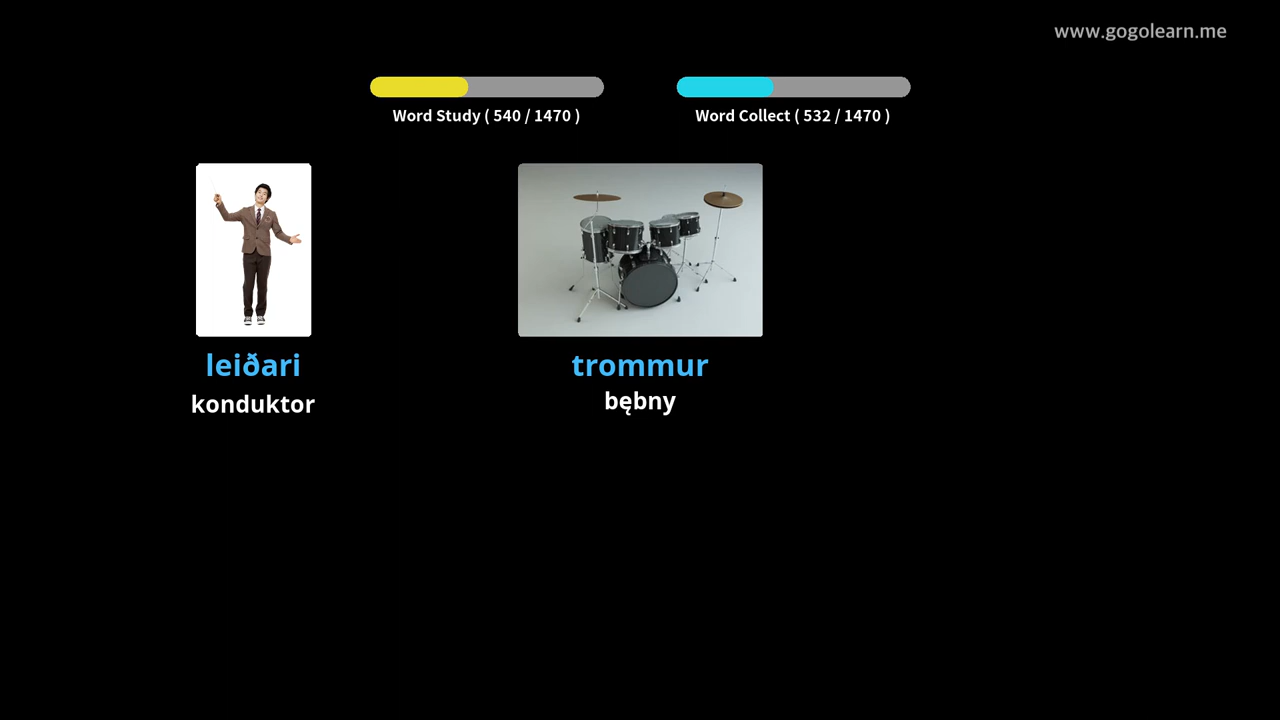 www.gogolearn.me
Word Study ( 540 / 1470 )
Word Collect ( 532 / 1470 )
leiðari
konduktor
trommur
bębny